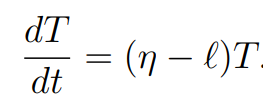 dT/dt = (η − ℓ)T.